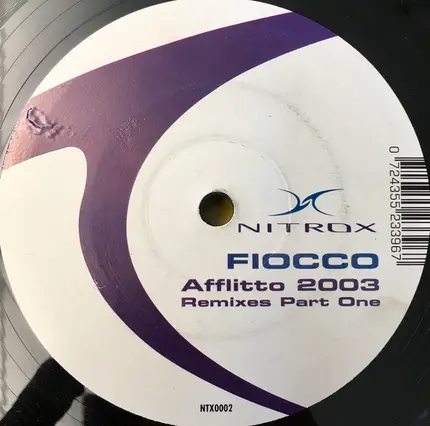 NITROX
FIOCCO
Afflitto 2003
Remixes Part One
0 724355 233967
NTX0002